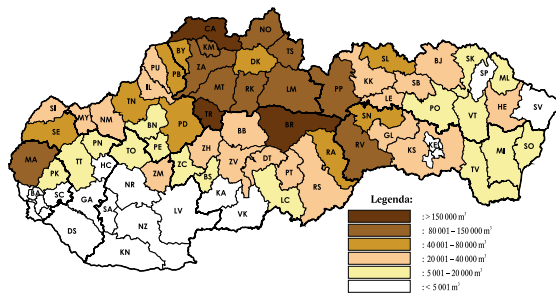 CA NO
BY KM TS
PU ZA DK SL BJ SK
IL PB MT RK LM PP KK SB SP ML
TN LE HE SV
SI MY NM BN PD TR BB BR SN PO VT
SE RA GL
MA PN TO PE ZH RV KS KE MI SO
TT ZC ZV DT TV
PK HC BS PT
BA SC NR ZM KA RS
GA SA LV VK LC
DS NZ
KN
Legenda:
: > 150 000 m³
: 80 001 – 150 000 m³
: 40 001 – 80 000 m³
: 20 001 – 40 000 m³
: 5 001 – 20 000 m³
: < 5 001 m³